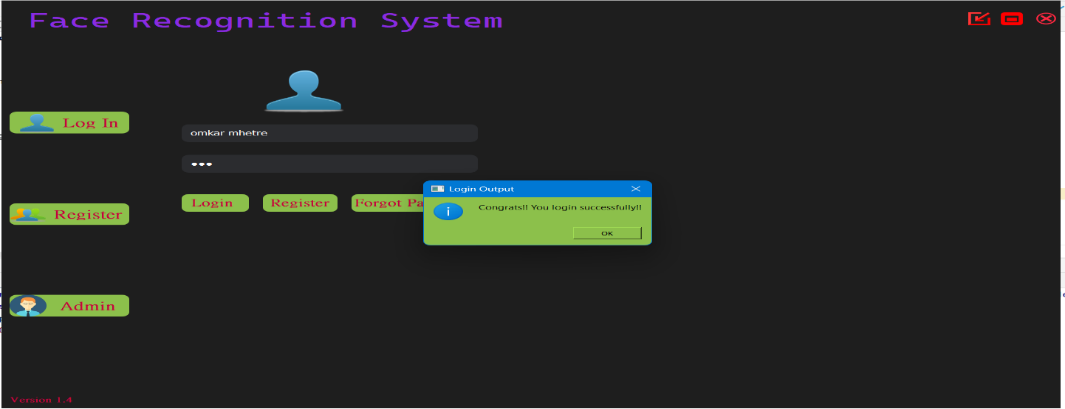 Face Recognition System
Log In
omkar mhetre
Login Output
Congrats!! You login successfully!!
OK
Login
Register
Forgot Pa
Register
Admin
Version 1.4